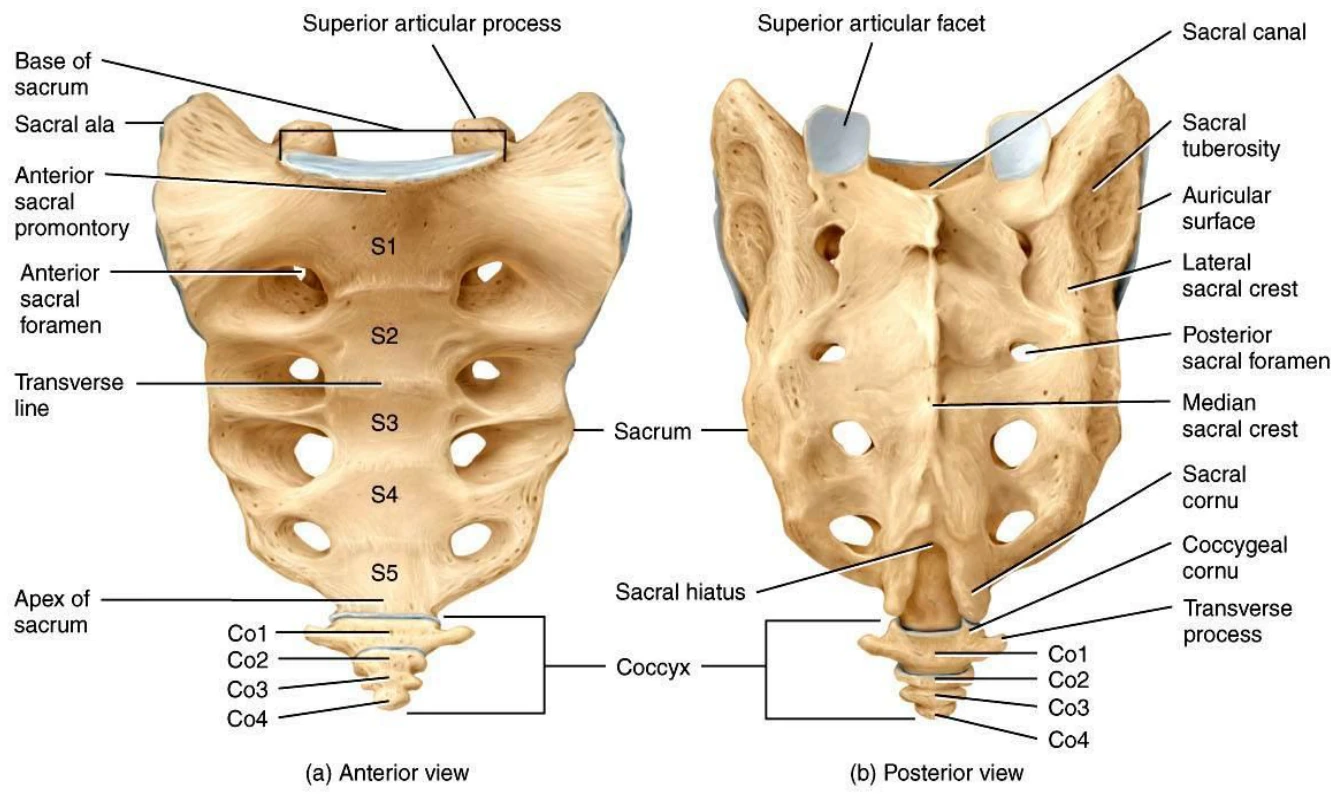 Superior articular process
Base of
sacrum
Sacral ala
Anterior
sacral
promontory
S1
Anterior
sacral
foramen
S2
Transverse
line
S3
S4
S5
Apex of
sacrum
Co1
Co2
Co3
Co4
(a) Anterior view
Sacrum
Coccyx
Superior articular facet
Sacral canal
Sacral
tuberosity
Auricular
surface
Lateral
sacral crest
Posterior
sacral foramen
Median
sacral crest
Sacral
cornu
Sacral hiatus
Coccygeal
cornu
Transverse
process
Co1
Co2
Co3
Co4
(b) Posterior view